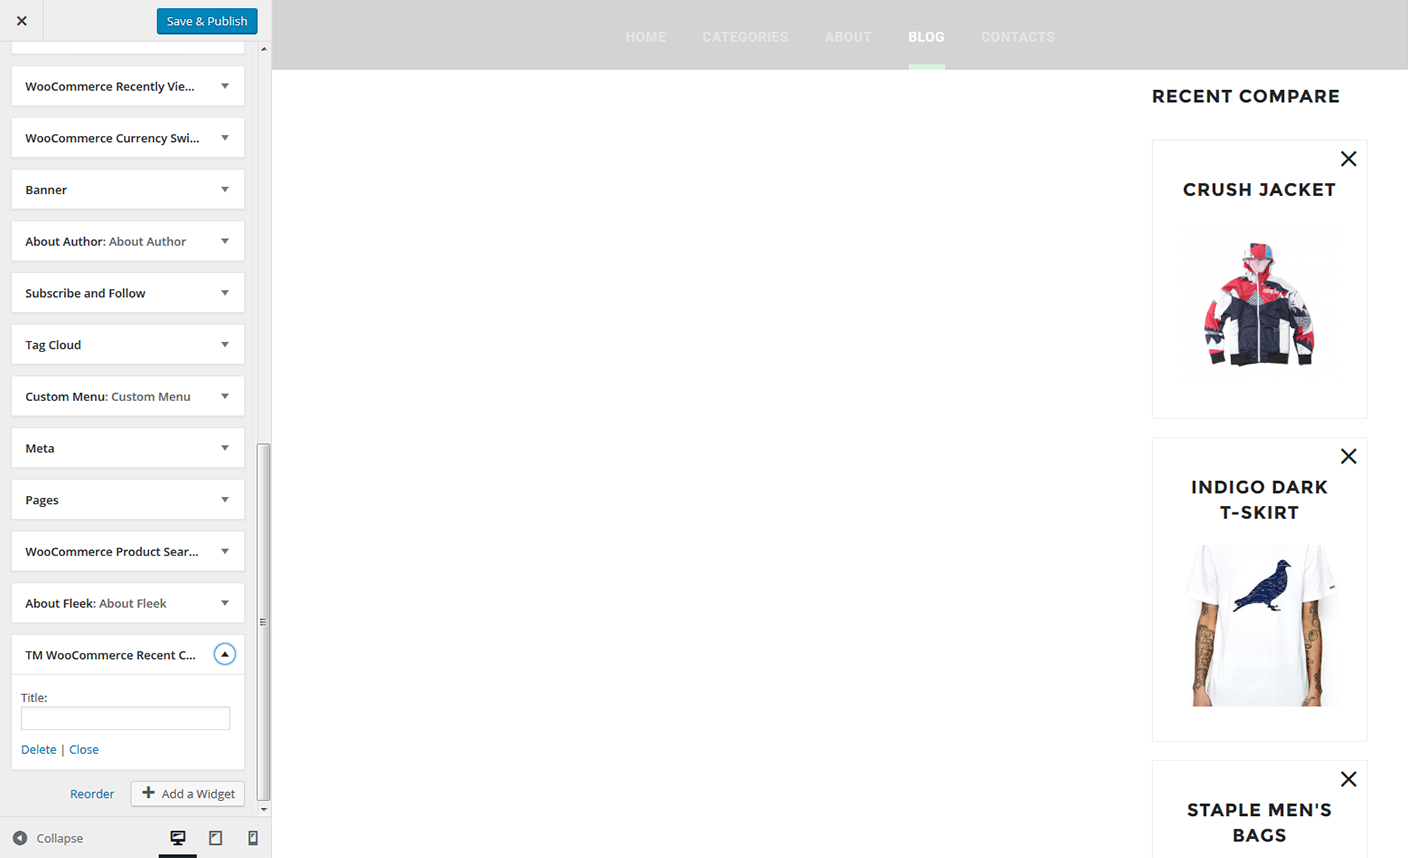 Save & Publish
WooCommerce Recently Vie...
WooCommerce Currency Swi...
Banner
About Author: About Author
Subscribe and Follow
Tag Cloud
Custom Menu: Custom Menu
Meta
Pages
WooCommerce Product Sear...
About Fleek: About Fleek
TM WooCommerce Recent C...
Title:
Delete | Close
Reorder
Add a Widget
Collapse
HOME CATEGORIES ABOUT BLOG CONTACTS
RECENT COMPARE
CRUSH JACKET
INDIGO DARK
T-SKIRT
STAPLE MEN'S
BAGS